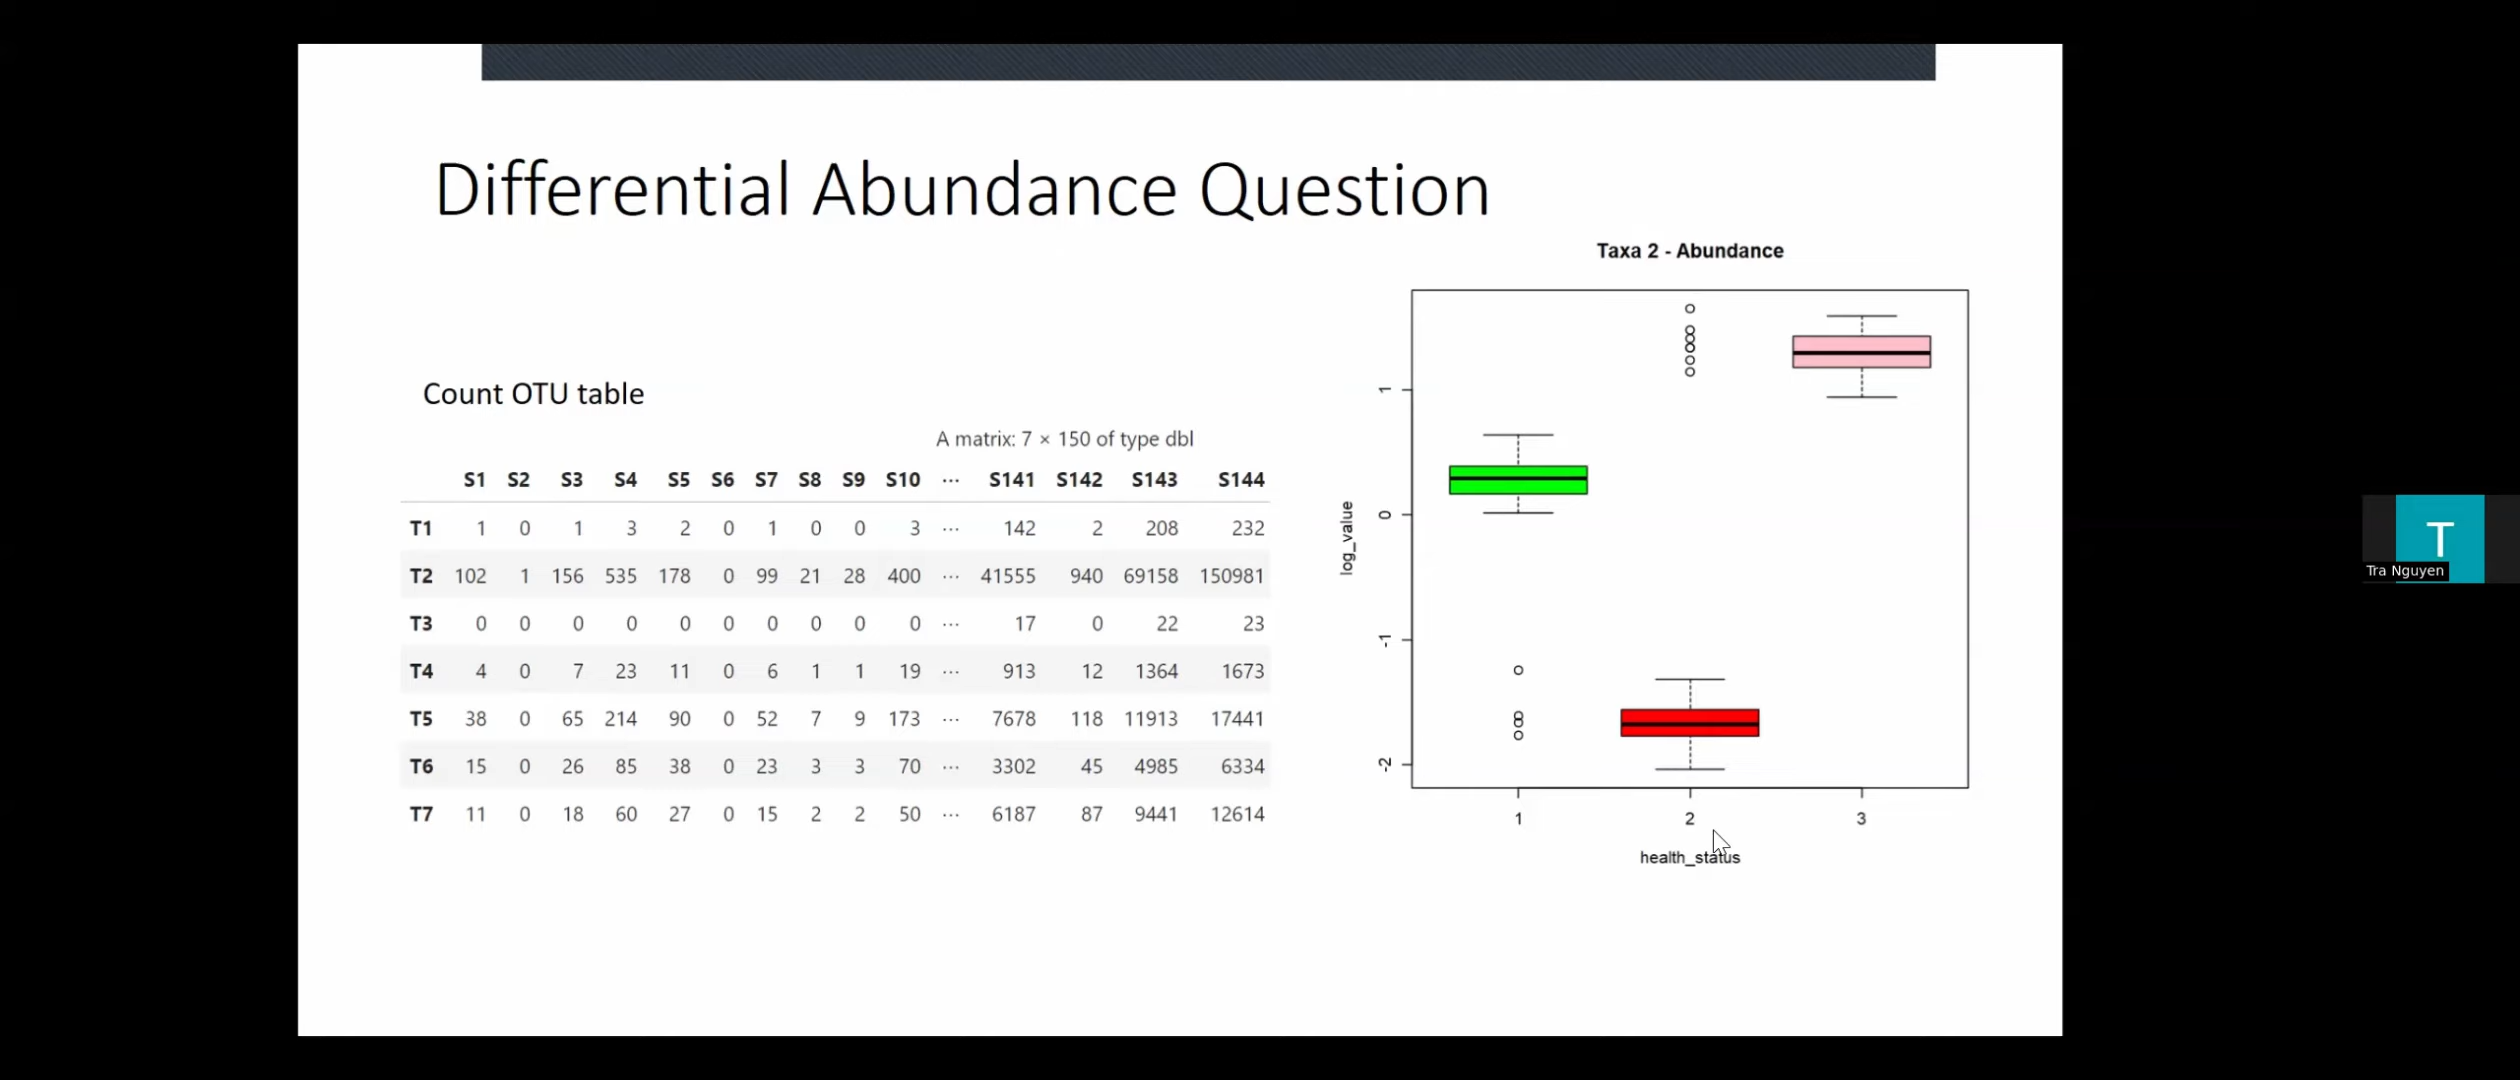 Differential Abundance Question
Count OTU table
A matrix: 7 × 150 of type dbl
S1 S2 S3 S4 S5 S6 S7 S8 S9 S10 ⋯ S141 S142 S143 S144
T1 1 0 1 3 2 0 1 0 0 3 ⋯ 142 2 208 232
T2 102 1 156 535 178 0 99 21 28 400 ⋯ 41555 940 69158 150981
T3 0 0 0 0 0 0 0 0 0 0 ⋯ 17 0 22 23
T4 4 0 7 23 11 0 6 1 1 19 ⋯ 913 12 1364 1673
T5 38 0 65 214 90 0 52 7 9 173 ⋯ 7678 118 11913 17441
T6 15 0 26 85 38 0 23 3 3 70 ⋯ 3302 45 4985 6334
T7 11 0 18 60 27 0 15 2 2 50 ⋯ 6187 87 9441 12614
Taxa 2 - Abundance
log_value
1
0
-1
-2
1 2 3
health_status
T
Tra Nguyen